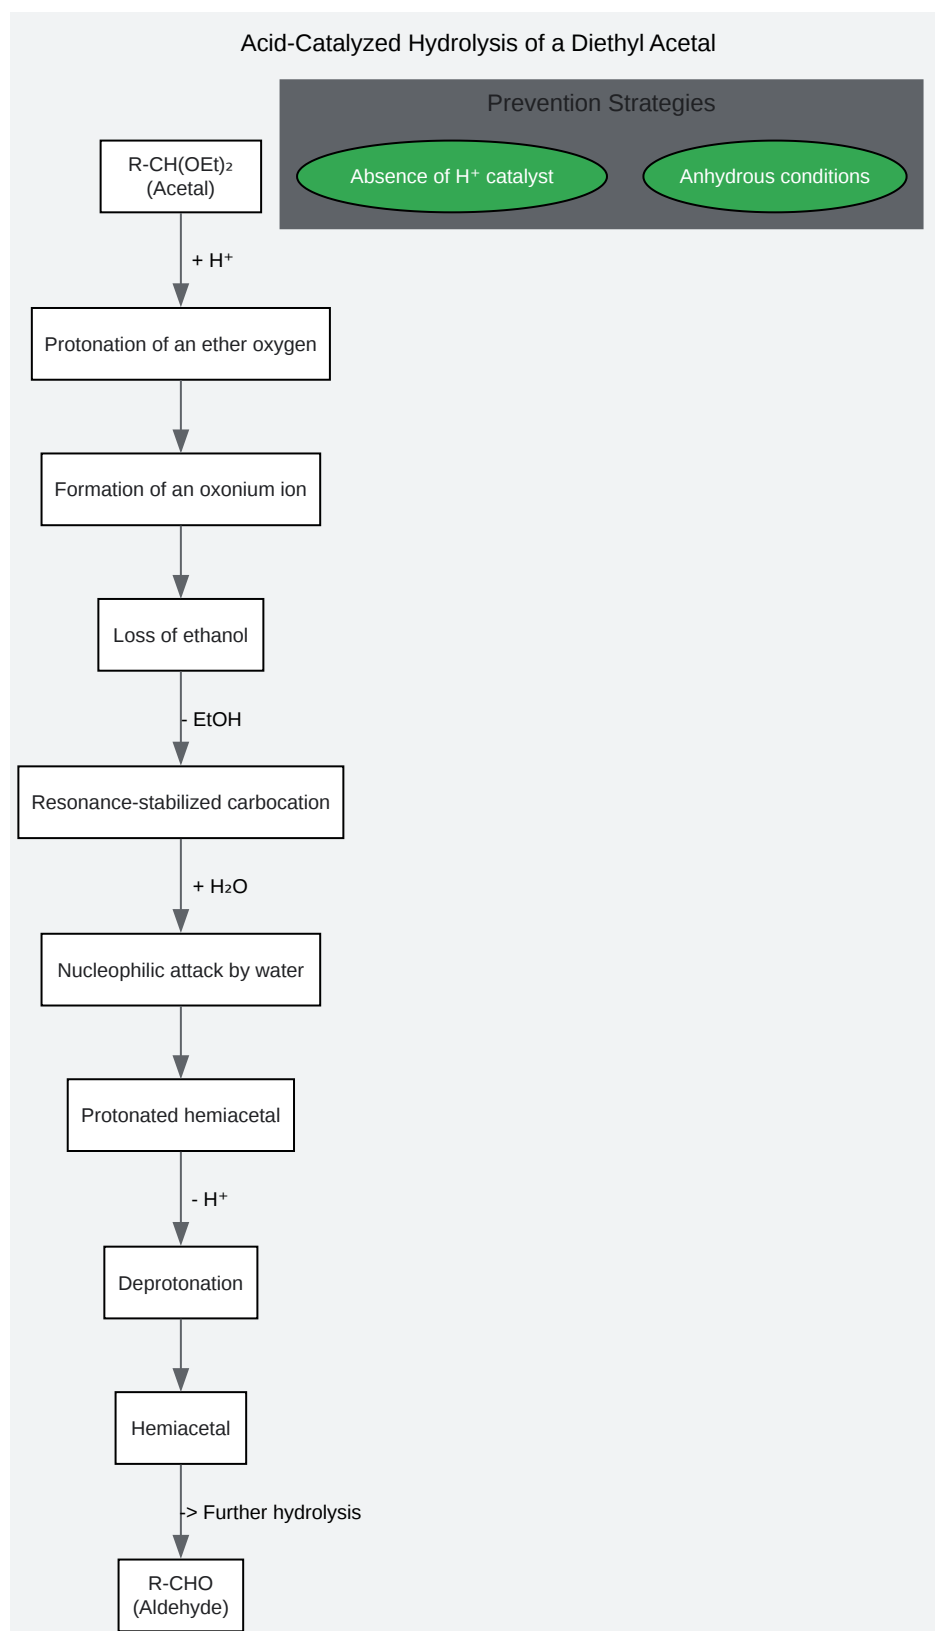 Acid-Catalyzed Hydrolysis of a Diethyl Acetal
Prevention Strategies
Absence of H⁺ catalyst
Anhydrous conditions
R-CH(OEt)₂
(Acetal)
+ H⁺
Protonation of an ether oxygen
Formation of an oxonium ion
Loss of ethanol
- EtOH
Resonance-stabilized carbocation
+ H₂O
Nucleophilic attack by water
Protonated hemiacetal
- H⁺
Deprotonation
Hemiacetal
-> Further hydrolysis
R-CHO
(Aldehyde)